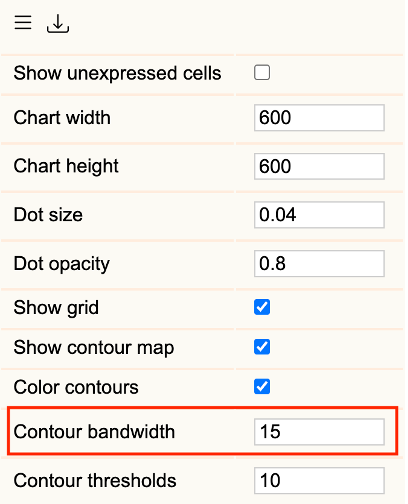 Show unexpressed cells
Chart width 600
Chart height 600
Dot size 0.04
Dot opacity 0.8
Show grid
Show contour map
Color contours
Contour bandwidth 15
Contour thresholds 10